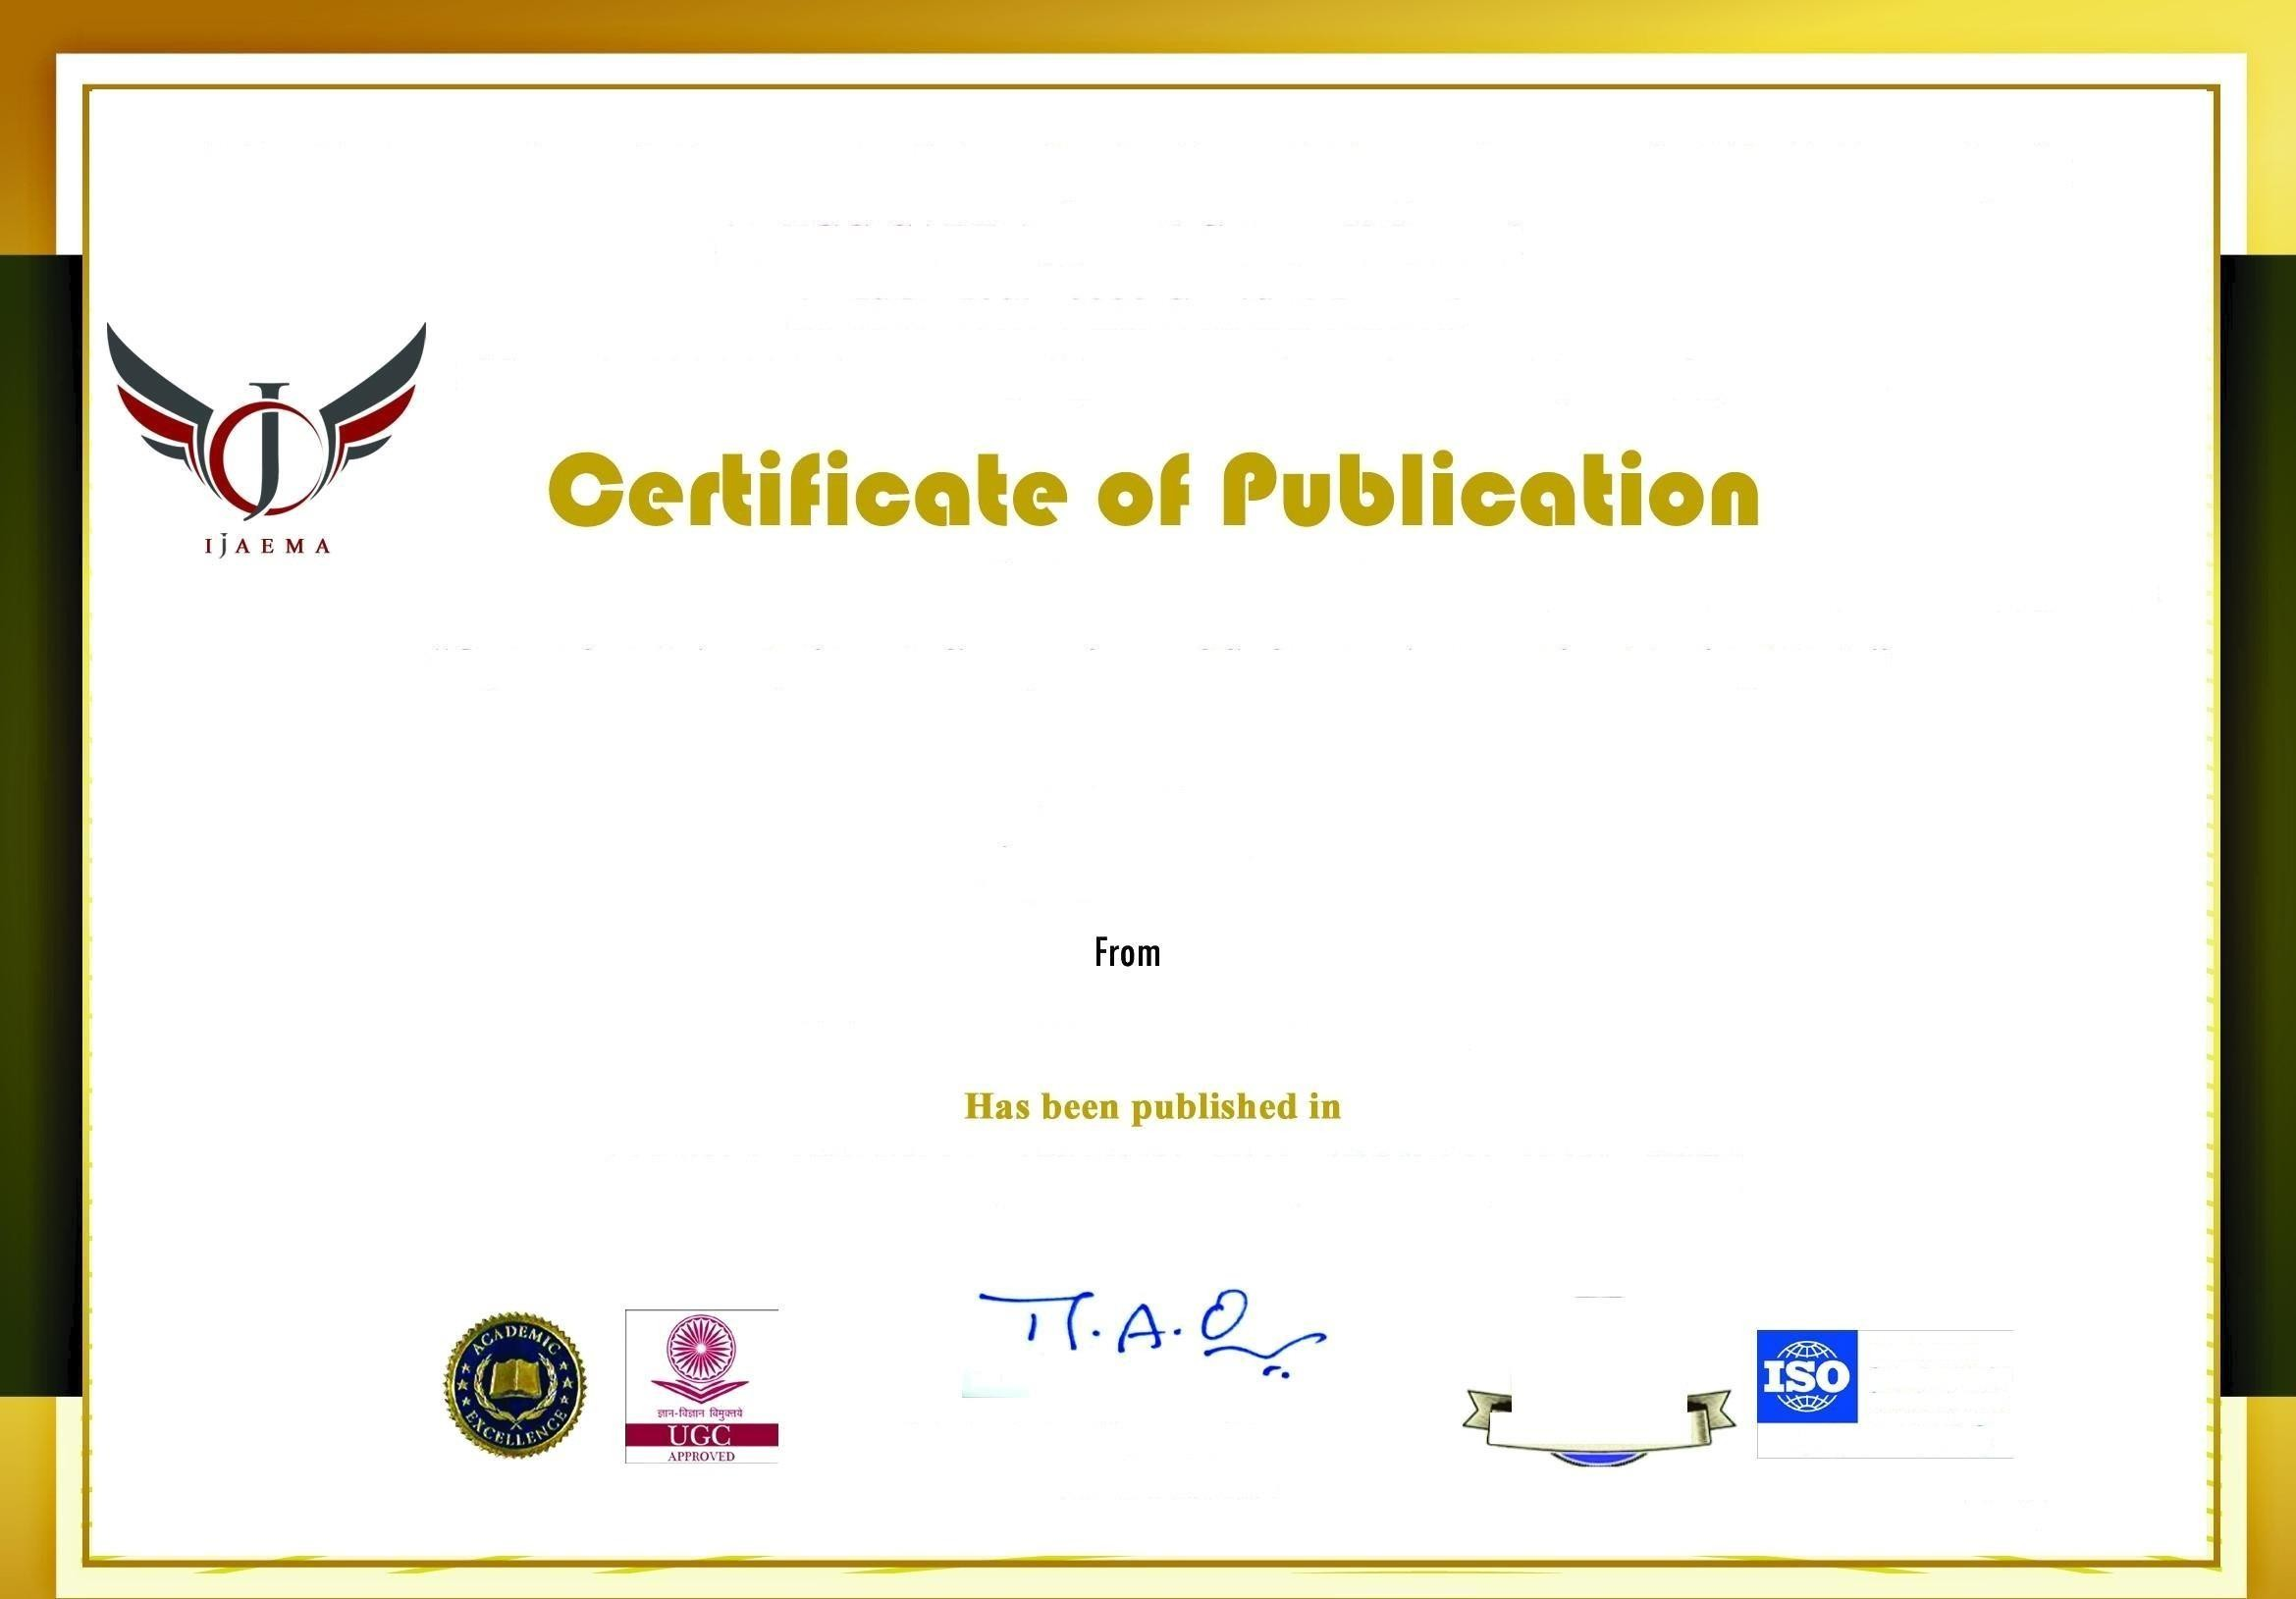 IJAEMA
Certificate of Publication
From
Has been published in
T. A. O
ACADEMIC
EXCELLENCE
ज्ञान-विज्ञान विमुक्तये
UGC
APPROVED
ISO